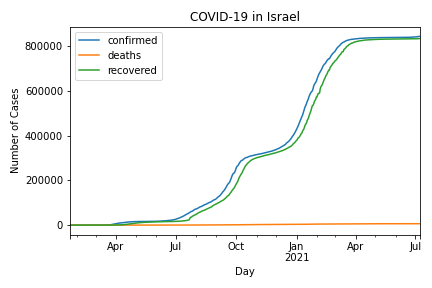 COVID-19 in Israel
confirmed
deaths
recovered
Number of Cases
800000
600000
400000
200000
0
Apr
Jul
Oct
Jan
2021
Apr
Jul
Day